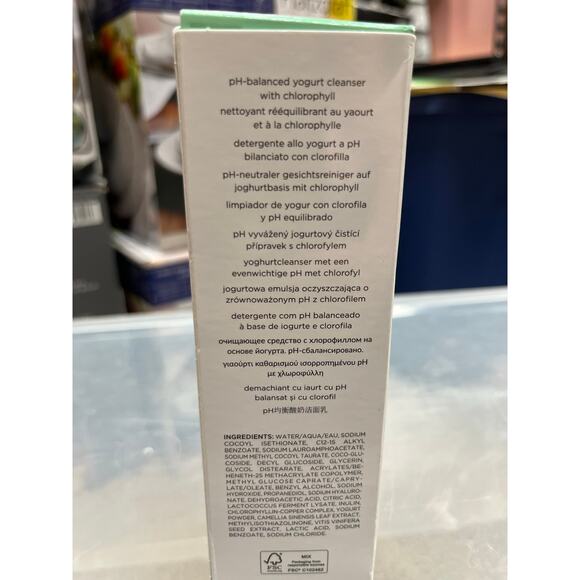 pH-balanced yogurt cleanser
with chlorophyll
nettoyant rééquilibrant au yaourt
et à la chlorophylle
detergente allo yogurt a pH
bilanciato con clorofilla
pH-neutraler gesichtsreiniger auf
joghurtbasis mit chlorophyll
limpiador de yogur con clorofila
y pH equilibrado
pH vyvážený jogurtový čistící
přípravek s chlorofylem
yoghurtcleanser met een
evenwichtige pH met chlorofyl
jogurtowa emulsja oczyszczająca o
zrównoważonym pH z chlorofilem
detergente com pH balanceado
à base de iogurte e clorofila
очищающее средство с хлорофиллом на
основе йогурта. pH-сбалансировано.
γιαούρτι καθαρισμού ισορροπημένου pH
με χλωροφύλλη
demachiant cu iaurt cu pH
balansat și cu clorofil
pH均衡酸奶洁面乳
INGREDIENTS: WATER/AQUA/EAU, SODIUM
COCOYL ISETHIONATE, C12-15 ALKYL
BENZOATE, SODIUM LAUROAMPHOACETATE,
SODIUM METHYL COCOYL TAURATE, COCO-GLU-
COSIDE, DECYL GLUCOSIDE, GLYCERIN,
GLYCOL DISTEARATE, ACRYLATES/BE-
HENETH-25 METHACRYLATE COPOLYMER,
METHYL GLUCOSE CAPRATE/CAPRY-
LATE/OLEATE, BENZYL ALCOHOL, SODIUM
HYDROXIDE, PROPANEDIOL, SODIUM HYALURO-
NATE, DEHYDROACETIC ACID, CITRIC ACID,
LACTOCOCCUS FERMENT LYSATE, INULIN,
CHLOROPHYLLIN-COPPER COMPLEX, YOGURT
POWDER, CAMELLIA SINENSIS LEAF EXTRACT,
METHYLISOTHIAZOLINONE, VITIS VINIFERA
SEED EXTRACT, LACTIC ACID, SODIUM
BENZOATE, SODIUM CHLORIDE.
FSC
MIX
Packaging from
responsible sources
FSC® C102482